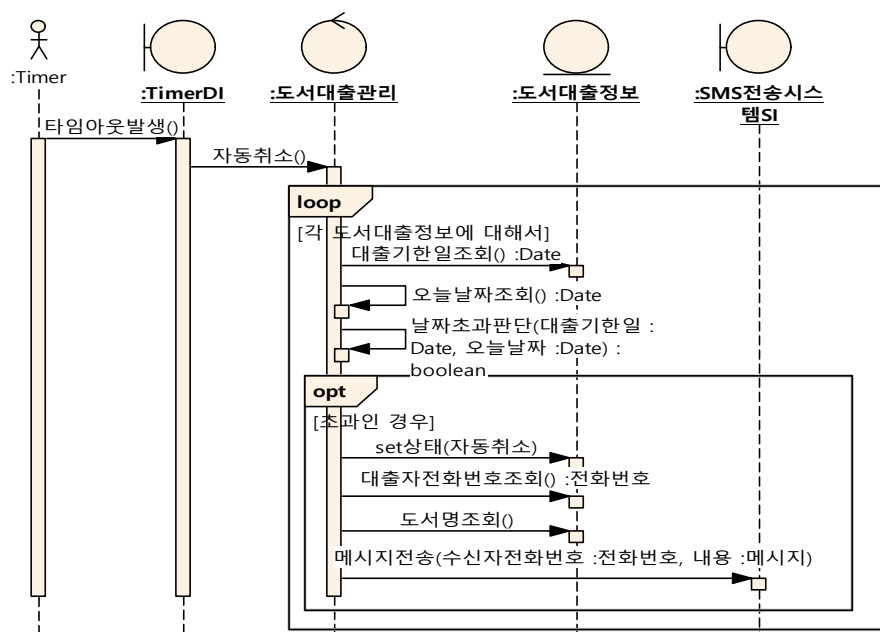 :Timer
:TimerDI
:도서대출관리
:도서대출정보
:SMS전송시스
템SI
타임아웃발생()
자동취소()
loop
[각 도서대출정보에 대해서]
대출기한일조회() :Date
오늘날짜조회() :Date
날짜초과판단(대출기한일 :
Date, 오늘날짜 :Date) :
boolean
opt
[초과인 경우]
set상태(자동취소)
대출자전화번호조회() :전화번호
도서명조회()
메시지전송(수신자전화번호 :전화번호, 내용 :메시지)